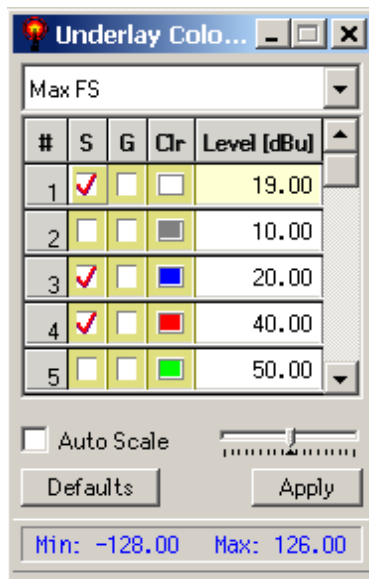 Underlay Colo...
Max FS
# S G Clr Level [dBu]
1 19.00
2 10.00
3 20.00
4 40.00
5 50.00
Auto Scale
Defaults Apply
Min: -128.00 Max: 126.00